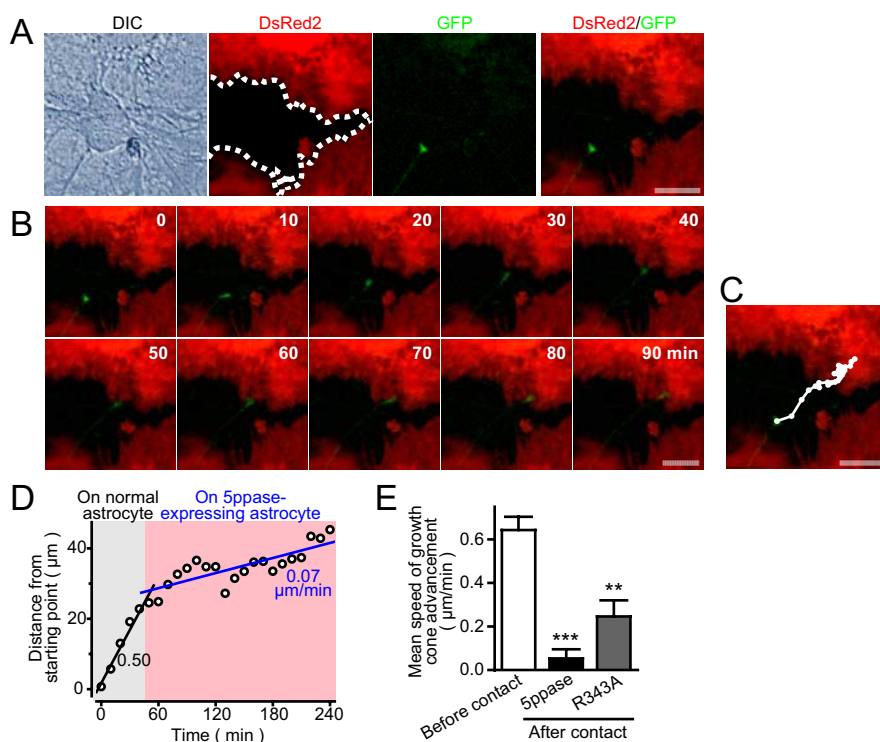 A
DIC
DsRed2
GFP
DsRed2/GFP
B
0
10
20
30
40
50
60
70
80
90 min
C
D
On normal
astrocyte
On 5ppase-
expressing astrocyte
Distance from
starting point ( μm)
40
20
0
0.50
0.07
μm/min
0
60
120
180
240
Time ( min )
E
Mean speed of growth
cone advancement
( μm/min)
0.6
0.4
0.2
0.0
***
**
Before contact
5ppase
R343A
After contact